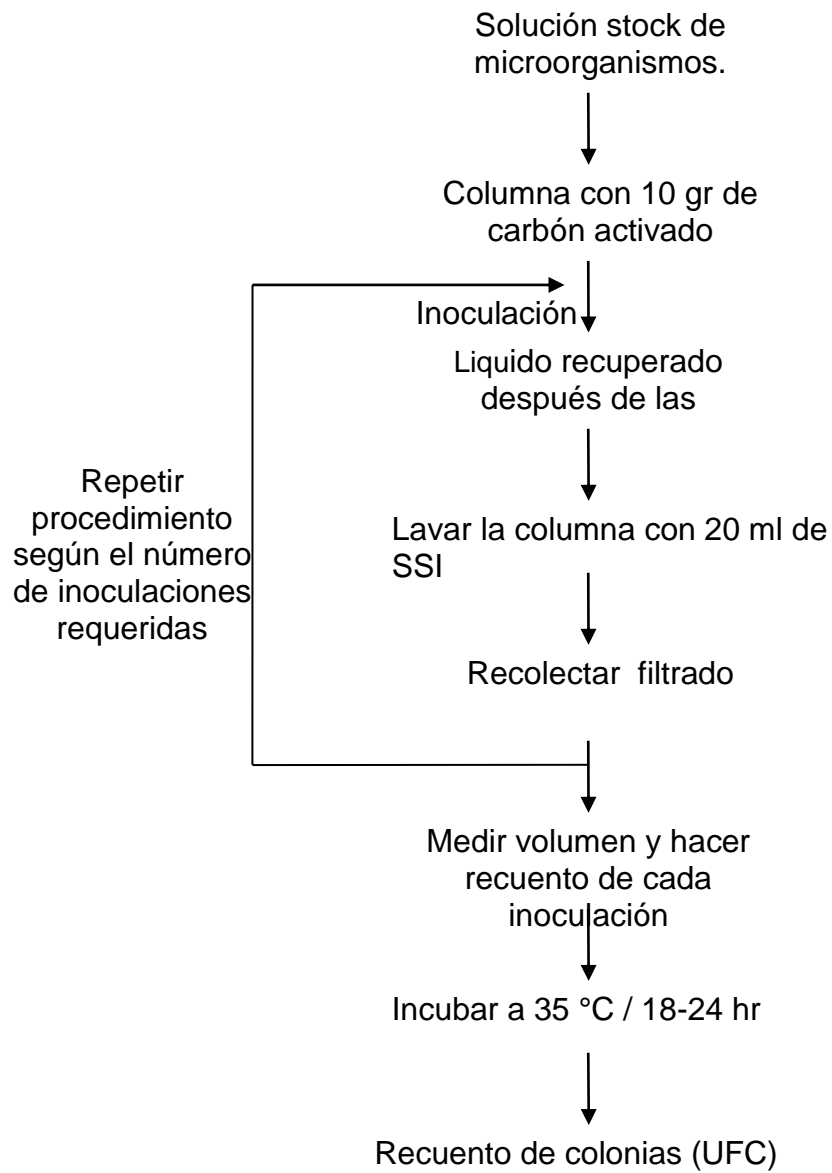 Solución stock de
microorganismos.
Columna con 10 gr de
carbón activado
Inoculación
Liquido recuperado
después de las
Repetir
procedimiento
según el número
de inoculaciones
requeridas
Lavar la columna con 20 ml de
SSI
Recolectar filtrado
Medir volumen y hacer
recuento de cada
inoculación
Incubar a 35 °C / 18-24 hr
Recuento de colonias (UFC)